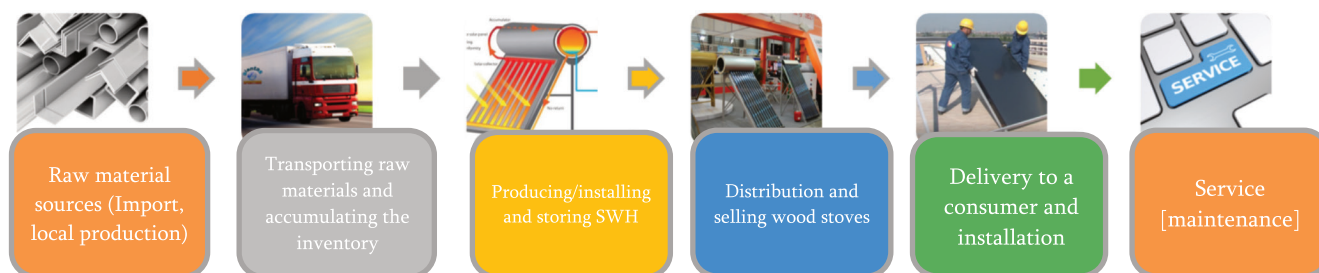 Raw material
sources (Import,
local production)
Transporting raw
materials and
accumulating the
inventory
Producing/installing
and storing SWH
Distribution and
selling wood stoves
Delivery to a
consumer and
installation
SERVICE
Service
[maintenance]